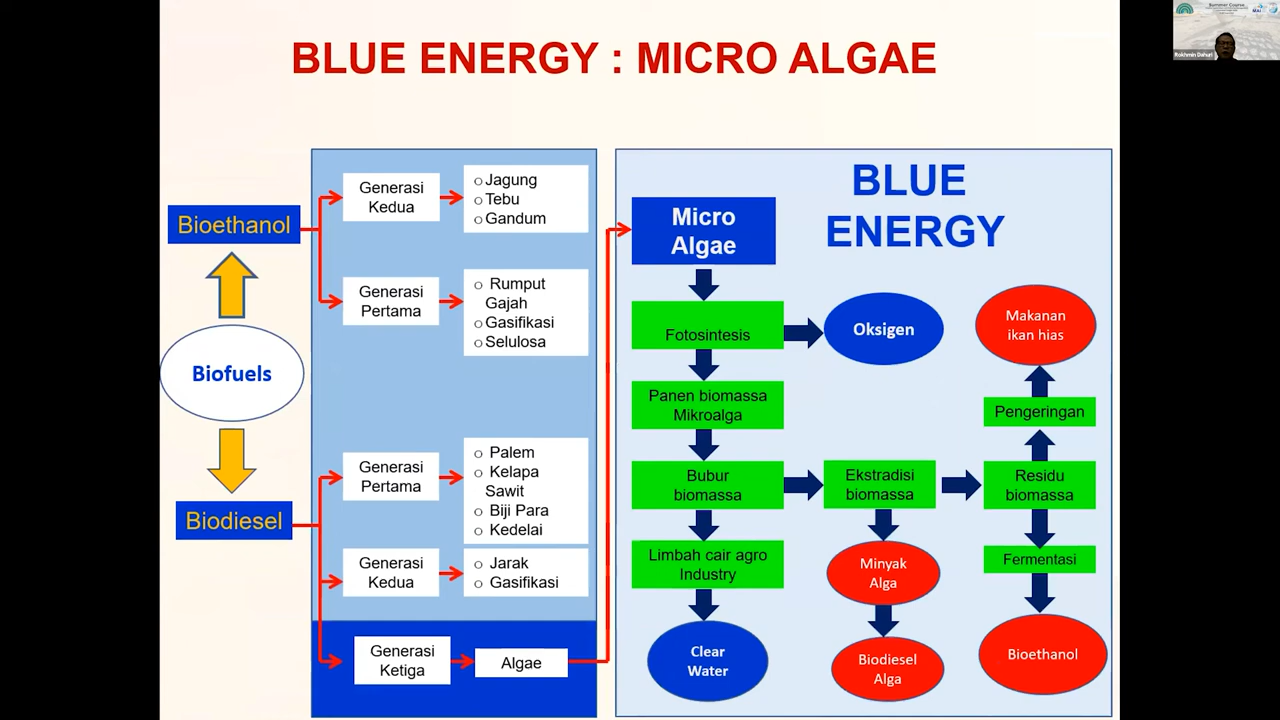 BLUE ENERGY : MICRO ALGAE
Summer Course
Rokhmin Dahuri
Bioethanol
Biofuels
Biodiesel
Generasi
Kedua
o Jagung
o Tebu
o Gandum
Generasi
Pertama
o Rumput
Gajah
o Gasifikasi
o Selulosa
Generasi
Pertama
o Palem
o Kelapa
Sawit
o Biji Para
o Kedelai
Generasi
Kedua
o Jarak
o Gasifikasi
Generasi
Ketiga
Algae
BLUE
ENERGY
Micro
Algae
Fotosintesis
Oksigen
Panen biomassa
Mikroalga
Bubur
biomassa
Limbah cair agro
Industry
Clear
Water
Ekstradisi
biomassa
Minyak
Alga
Biodiesel
Alga
Makanan
ikan hias
Pengeringan
Residu
biomassa
Fermentasi
Bioethanol